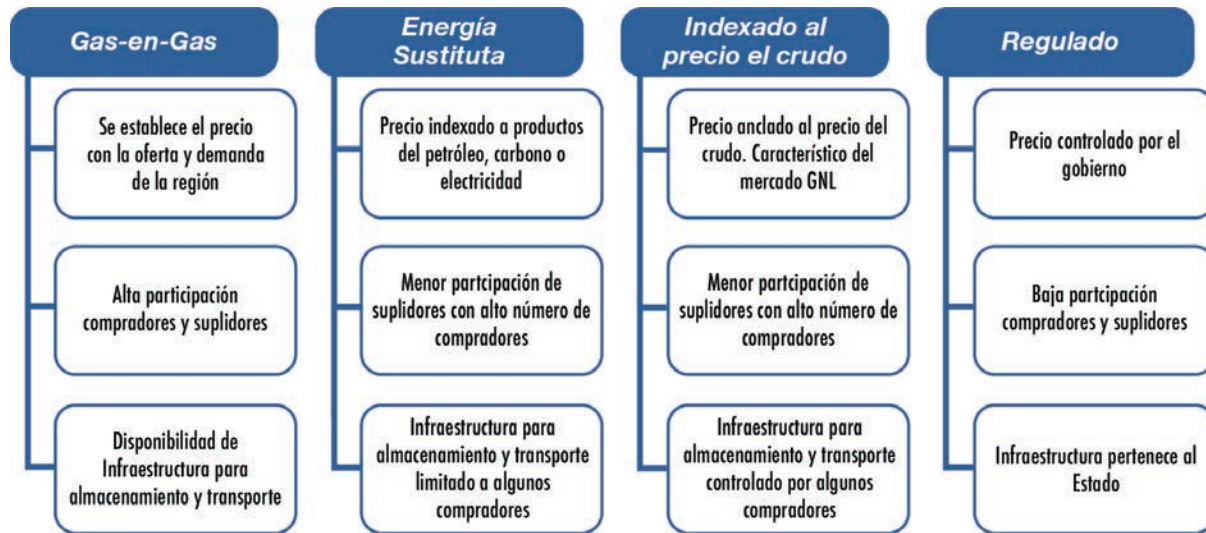 Gas-en-Gas
Se establece el precio
con la oferta y demanda
de la región
Alta participación
compradores y suplidores
Disponibilidad de
Infraestructura para
almacenamiento y transporte
Energía
Sustituta
Precio indexado a productos
del petróleo, carbono o
electricidad
Menor partcipación de
suplidores con alto número de
compradores
Infraestructura para
almacenamiento y transporte
limitado a algunos
compradores
Indexado al
precio el crudo
Precio anclado al precio del
crudo. Característico del
mercado GNL
Menor partcipación de
suplidores con alto número de
compradores
Infraestructura para
almacenamiento y transporte
controlado por algunos
compradores
Regulado
Precio controlado por el
gobierno
Baja partcipación
compradores y suplidores
Infraestructura pertenece al
Estado